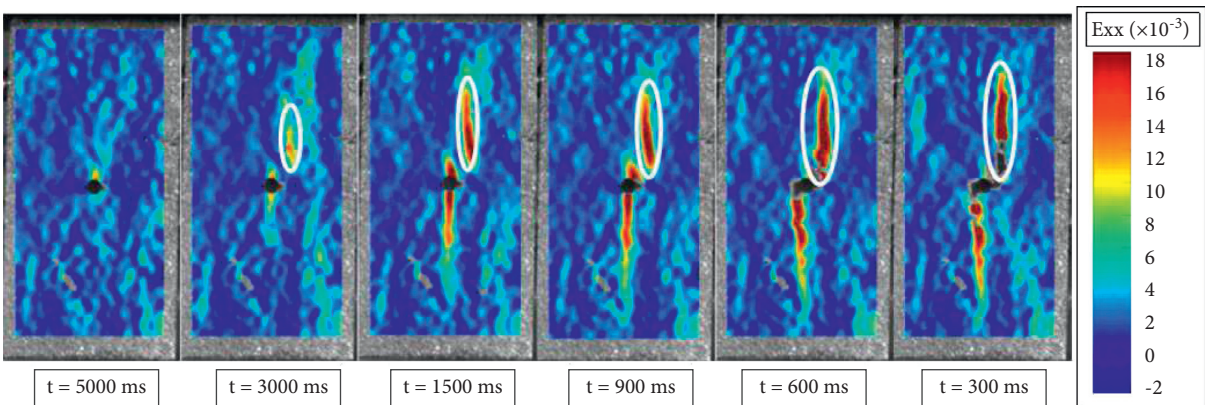 Exx (×10⁻³)
18
16
14
12
10
8
6
4
2
0
-2
t = 5000 ms
t = 3000 ms
t = 1500 ms
t = 900 ms
t = 600 ms
t = 300 ms